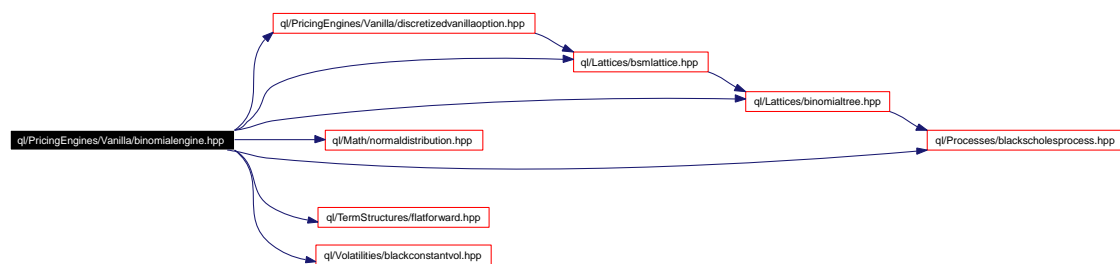 ql/PricingEngines/Vanilla/discretizedvanillaoption.hpp
ql/Lattices/bsmlattice.hpp
ql/Lattices/binomialtree.hpp
ql/PricingEngines/Vanilla/binomialengine.hpp
ql/Math/normaldistribution.hpp
ql/Processes/blackscholesprocess.hpp
ql/TermStructures/flatforward.hpp
ql/Volatilities/blackconstantvol.hpp